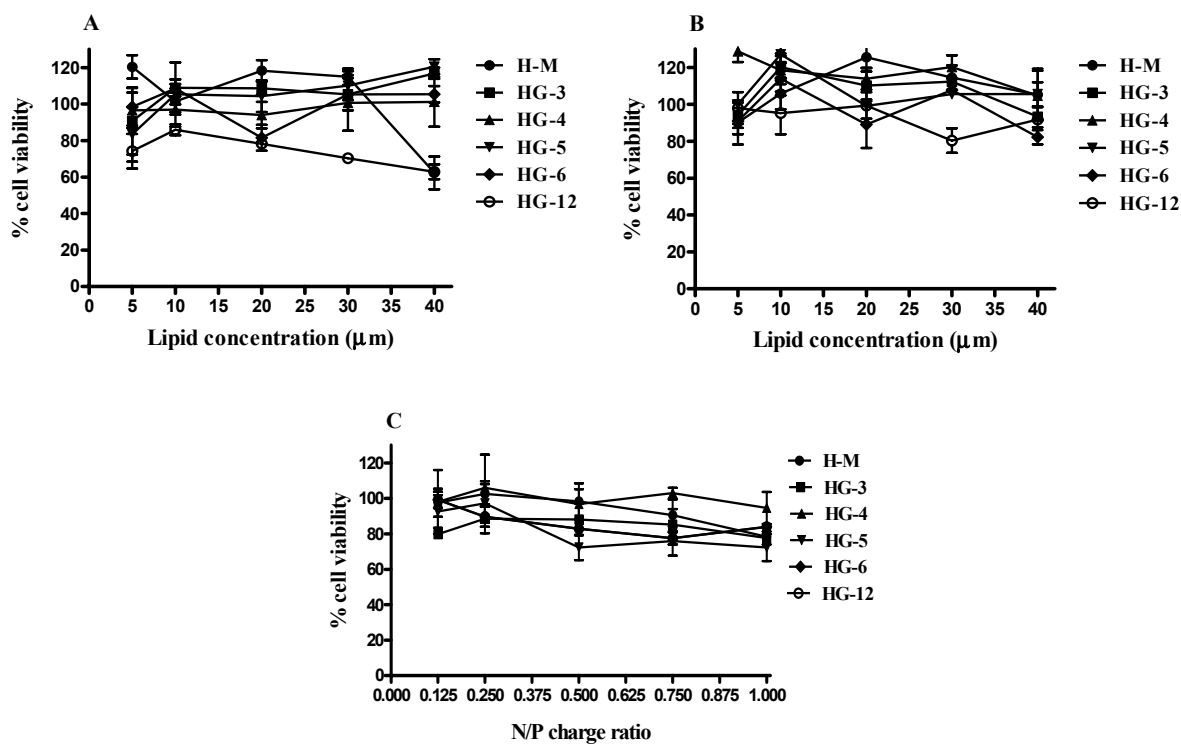 A
% cell viability
120
100
80
60
40
20
0
0 5 10 15 20 25 30 35 40
Lipid concentration (μm)
H-M
HG-3
HG-4
HG-5
HG-6
HG-12
B
% cell viability
120
100
80
60
40
20
0
0 5 10 15 20 25 30 35 40
Lipid concentration (μm)
H-M
HG-3
HG-4
HG-5
HG-6
HG-12
C
% cell viability
120
100
80
60
40
20
0
0.000 0.125 0.250 0.375 0.500 0.625 0.750 0.875 1.000
N/P charge ratio
H-M
HG-3
HG-4
HG-5
HG-6
HG-12